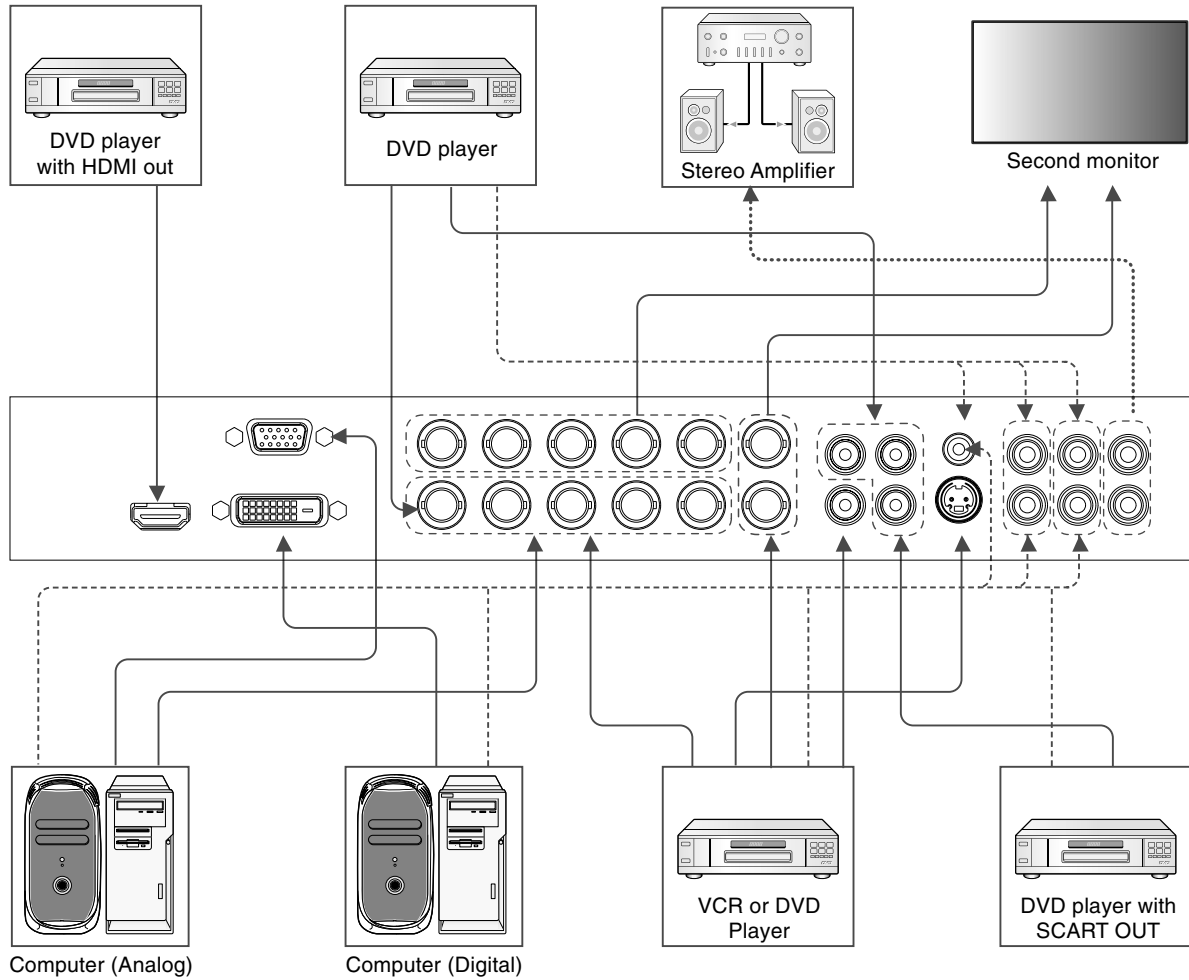 DVD player
with HDMI out
DVD player
Stereo Amplifier
Second monitor
Computer (Analog)
Computer (Digital)
VCR or DVD
Player
DVD player with
SCART OUT